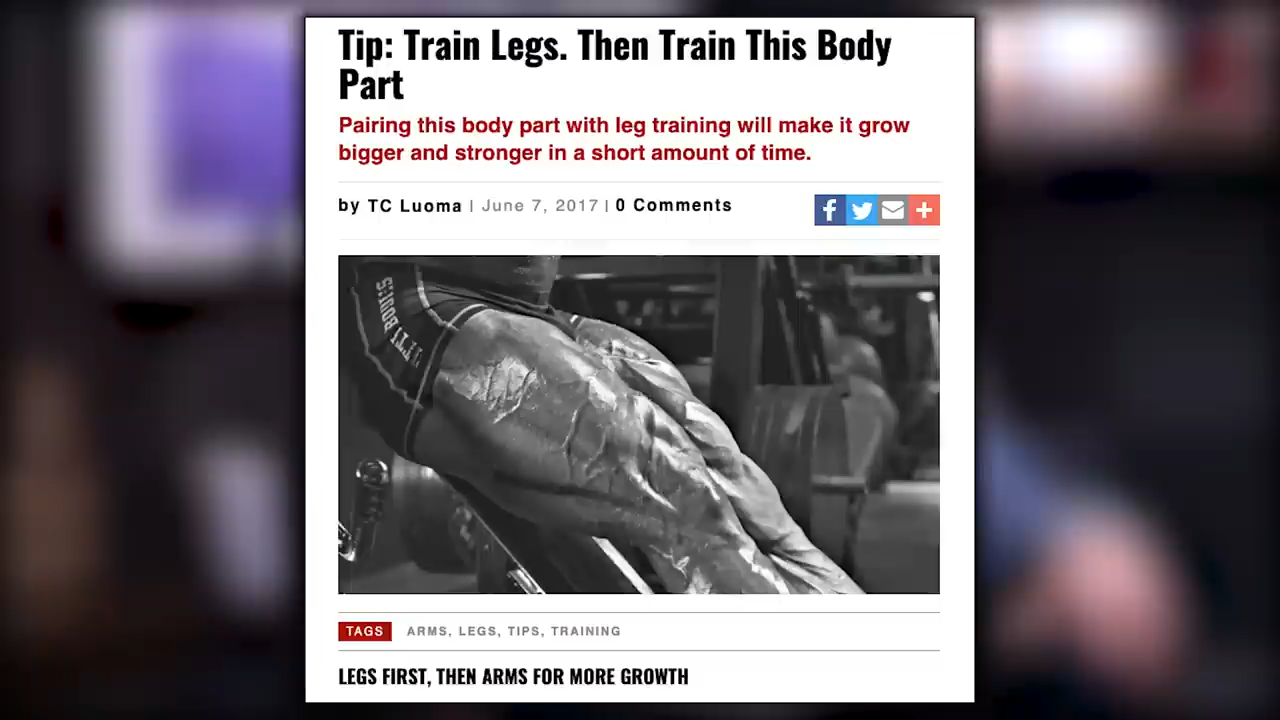 Tip: Train Legs. Then Train This Body
Part
Pairing this body part with leg training will make it grow
bigger and stronger in a short amount of time.
by TC Luoma | June 7, 2017 | 0 Comments
TAGS ARMS, LEGS, TIPS, TRAINING
LEGS FIRST, THEN ARMS FOR MORE GROWTH